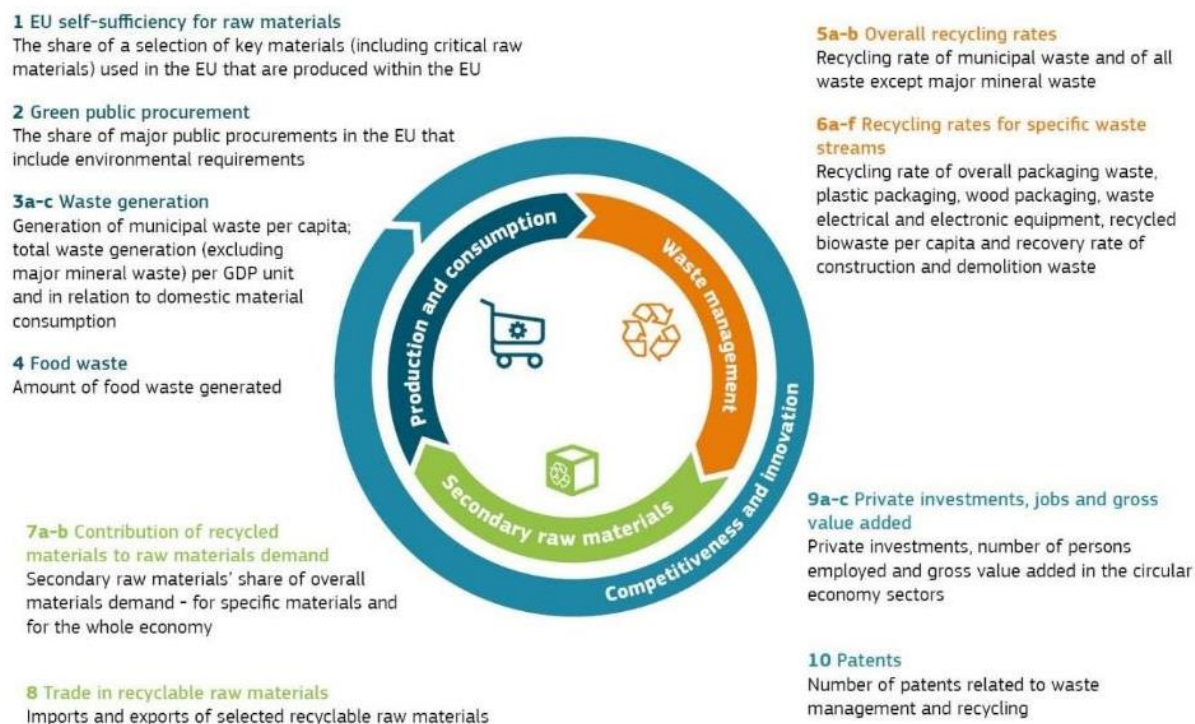 1 EU self-sufficiency for raw materials
The share of a selection of key materials (including critical raw
materials) used in the EU that are produced within the EU
2 Green public procurement
The share of major public procurements in the EU that
include environmental requirements
3a-c Waste generation
Generation of municipal waste per capita;
total waste generation (excluding
major mineral waste) per GDP unit
and in relation to domestic material
consumption
4 Food waste
Amount of food waste generated
5a-b Overall recycling rates
Recycling rate of municipal waste and of all
waste except major mineral waste
6a-f Recycling rates for specific waste
streams
Recycling rate of overall packaging waste,
plastic packaging, wood packaging, waste
electrical and electronic equipment, recycled
biowaste per capita and recovery rate of
construction and demolition waste
Production and consumption
Waste management
Secondary raw materials
Competitiveness and innovation
7a-b Contribution of recycled
materials to raw materials demand
Secondary raw materials' share of overall
materials demand - for specific materials and
for the whole economy
8 Trade in recyclable raw materials
Imports and exports of selected recyclable raw materials
9a-c Private investments, jobs and gross
value added
Private investments, number of persons
employed and gross value added in the circular
economy sectors
10 Patents
Number of patents related to waste
management and recycling